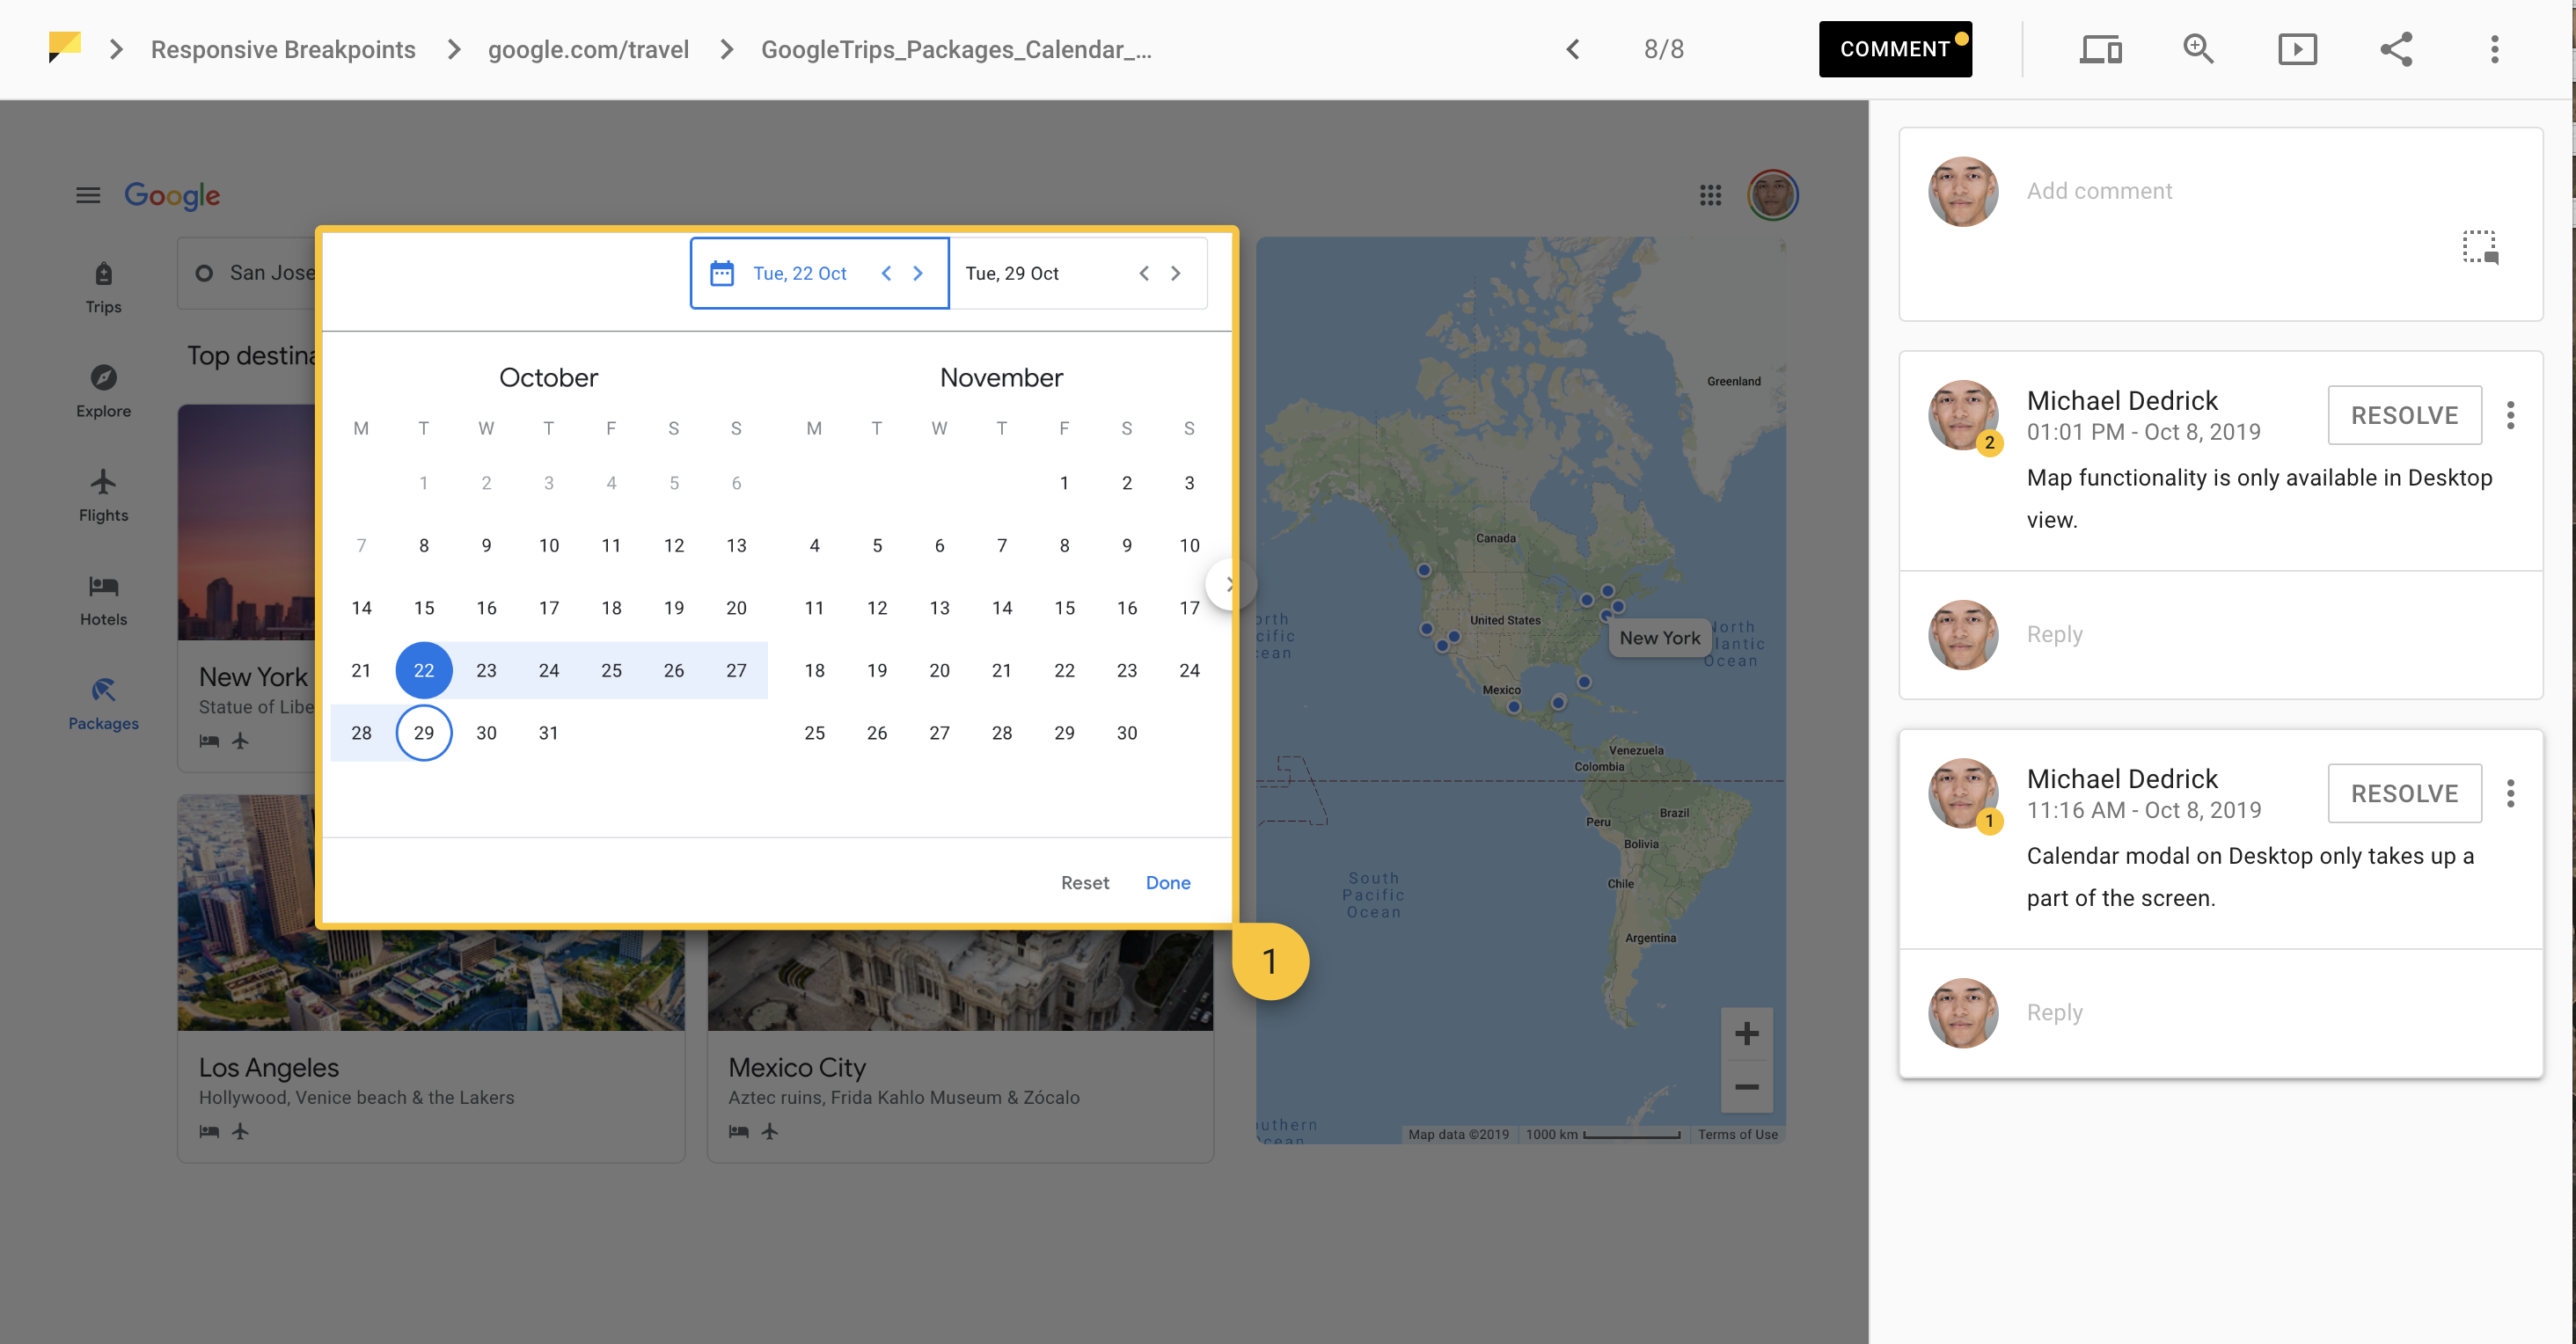 Responsive Breakpoints
google.com/travel
GoogleTrips_Packages_Calendar_...
8/8
COMMENT
Google
Trips
Explore
Flights
Hotels
Packages
San Jose
Top destina
Tue, 22 Oct
Tue, 29 Oct
October
M T W T F S S
1 2 3 4 5 6
7 8 9 10 11 12 13
14 15 16 17 18 19 20
21 22 23 24 25 26 27
28 29 30 31
November
M T W T F S S
1 2 3
4 5 6 7 8 9 10
11 12 13 14 15 16 17
18 19 20 21 22 23 24
25 26 27 28 29 30
Reset Done
1
New York
Statue of Libe
Los Angeles
Hollywood, Venice beach & the Lakers
Mexico City
Aztec ruins, Frida Kahlo Museum & Zócalo
Greenland
Canada
United States
New York
orth
cific
ean
North
lantic
Ocean
Mexico
Venezuela
Colombia
Brazil
Peru
Bolivia
Chile
Argentina
South
Pacific
Ocean
outhern
cean
Map data ©2019
1000 km
Terms of Use
Add comment
Michael Dedrick
2
01:01 PM - Oct 8, 2019
RESOLVE
Map functionality is only available in Desktop
view.
Reply
Michael Dedrick
1
11:16 AM - Oct 8, 2019
RESOLVE
Calendar modal on Desktop only takes up a
part of the screen.
Reply